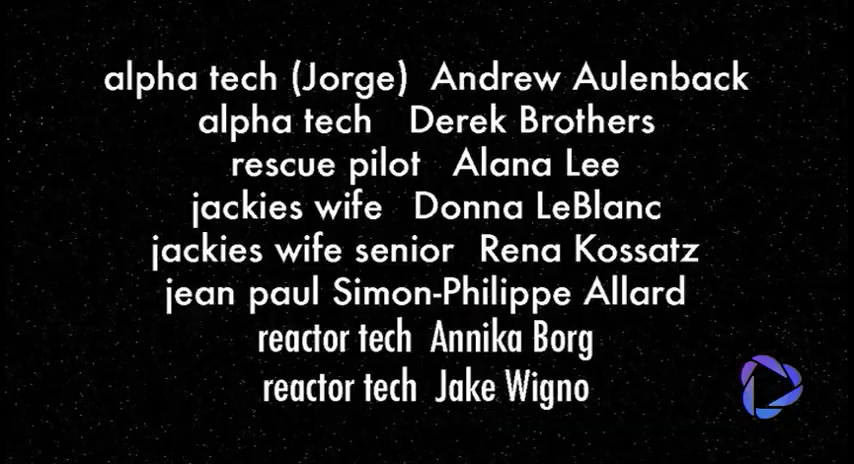 alpha tech (Jorge) Andrew Aulenback
alpha tech Derek Brothers
rescue pilot Alana Lee
jackies wife Donna LeBlanc
jackies wife senior Rena Kossatz
jean paul Simon-Philippe Allard
reactor tech Annika Borg
reactor tech Jake Wigno